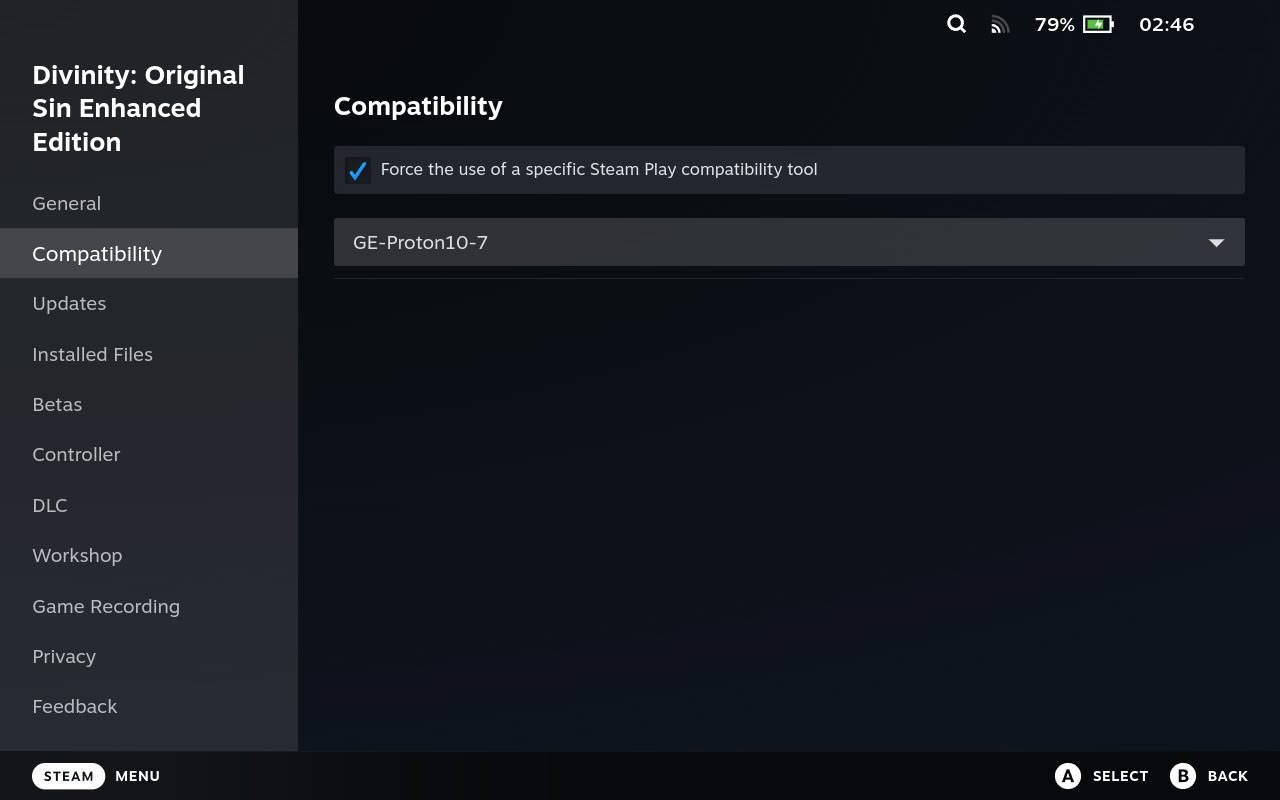 79%
02:46
Divinity: Original
Sin Enhanced
Edition
General
Compatibility
Updates
Installed Files
Betas
Controller
DLC
Workshop
Game Recording
Privacy
Feedback
Compatibility
Force the use of a specific Steam Play compatibility tool
GE-Proton10-7
STEAM MENU
A SELECT B BACK